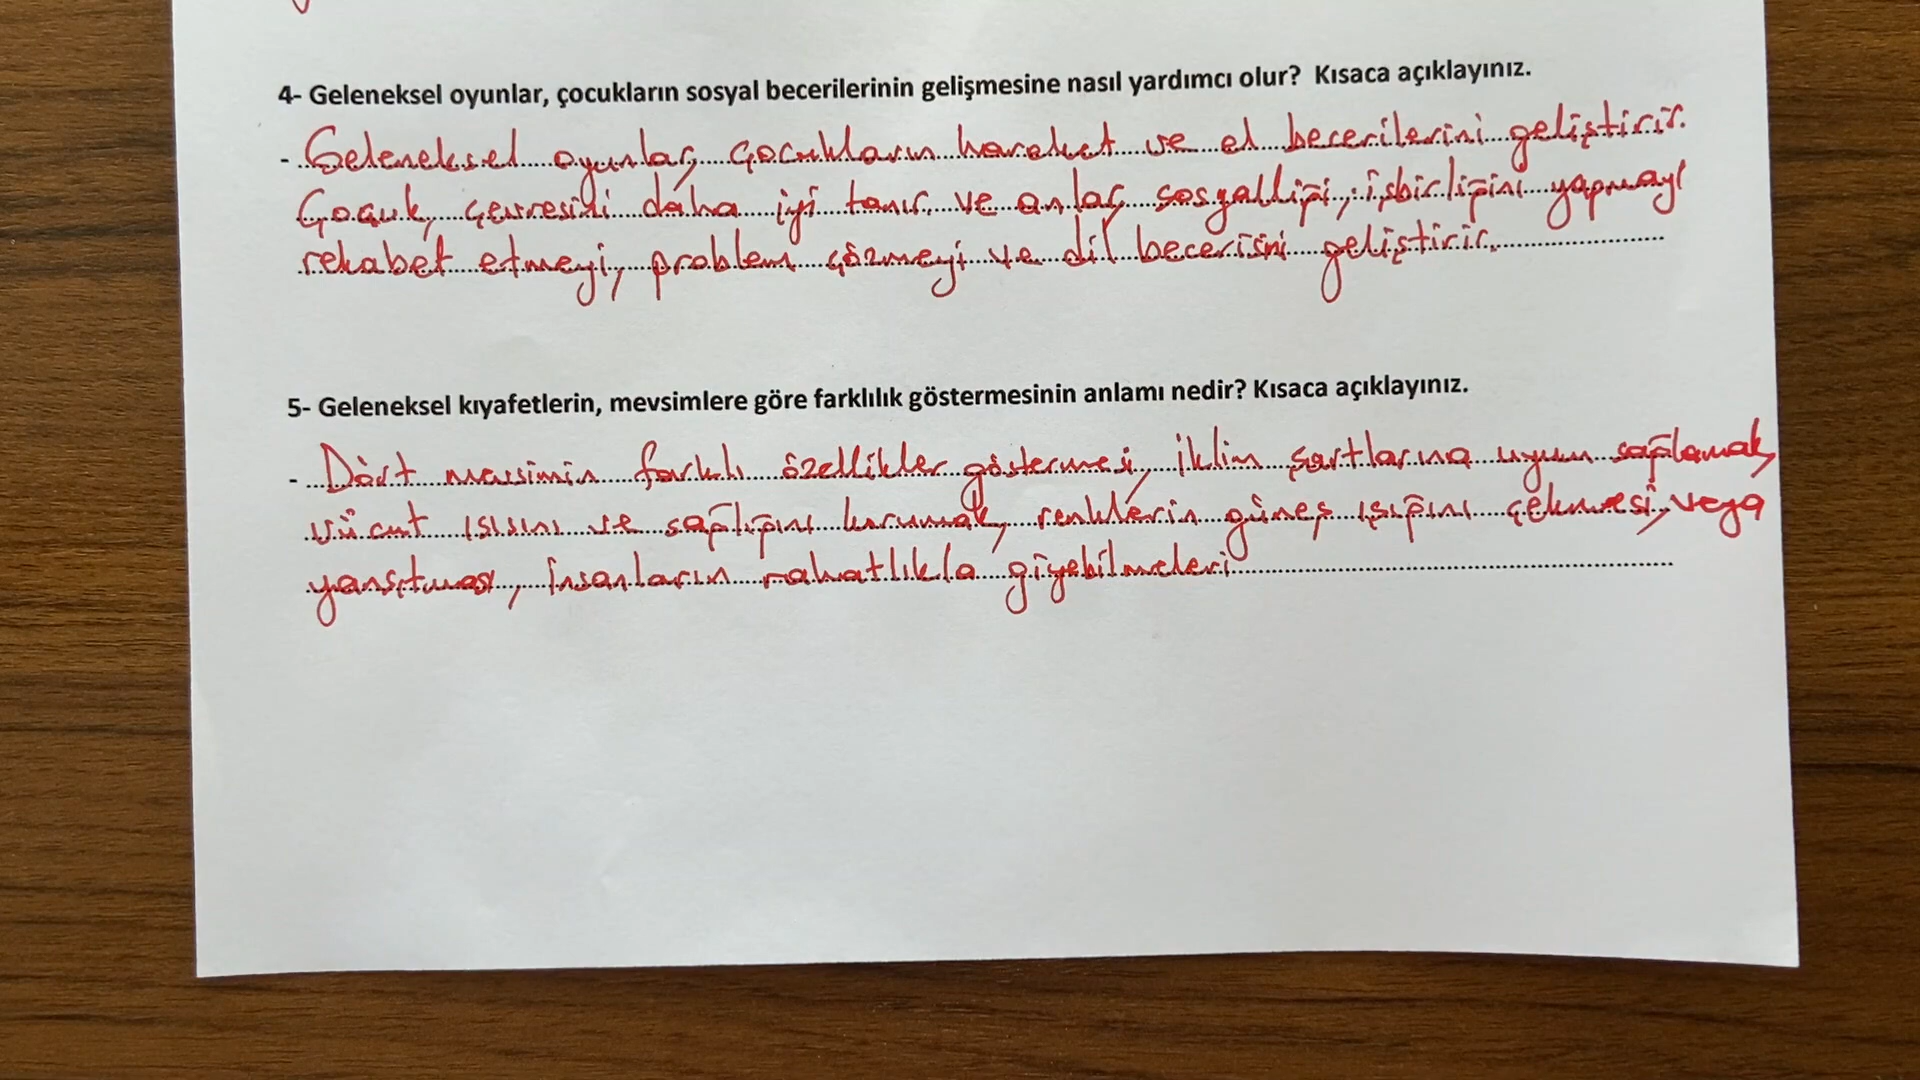 4- Geleneksel oyunlar, çocukların sosyal becerilerinin gelişmesine nasıl yardımcı olur? Kısaca açıklayınız.
- Geleneksel oyunlar, çocukların hareket ve el becerilerini geliştirir.
Çocuk, çevresini daha iyi tanır ve anlar, sosyalliği, işbirliğini yapmayı
rekabet etmeyi, problem çözmeyi ve dil becerisini geliştirir.
5- Geleneksel kıyafetlerin, mevsimlere göre farklılık göstermesinin anlamı nedir? Kısaca açıklayınız.
- Dört mevsimin farklı özellikler göstermesi, iklim şartlarına uyum sağlamak,
vücut ısısını ve sağlığını korumak, renklerin güneş ışığını çekmesi, veya
yansıtması, insanların rahatlıkla giyebilmeleri